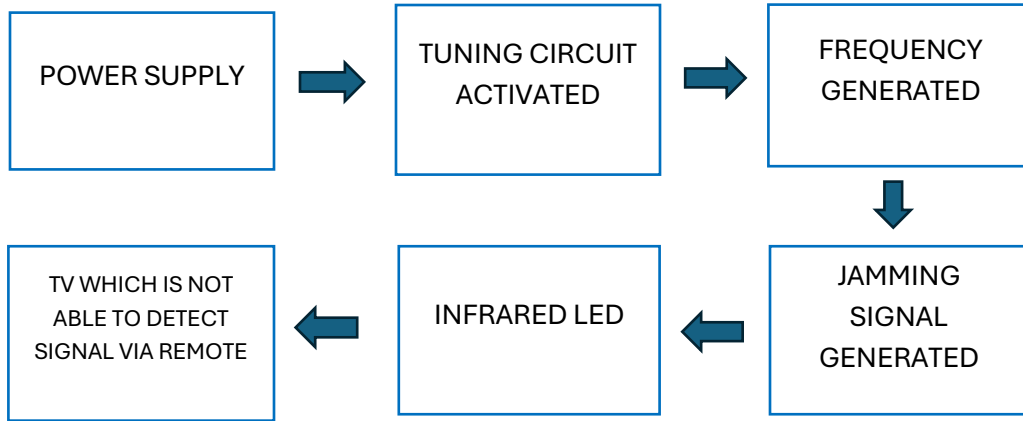 POWER SUPPLY
TUNING CIRCUIT
ACTIVATED
FREQUENCY
GENERATED
JAMMING
SIGNAL
GENERATED
INFRARED LED
TV WHICH IS NOT
ABLE TO DETECT
SIGNAL VIA REMOTE